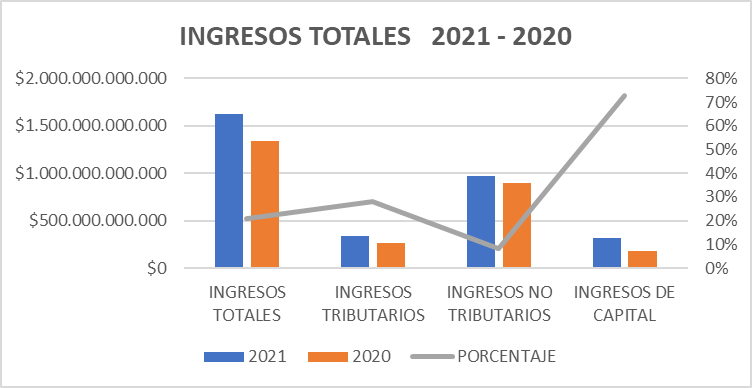 INGRESOS TOTALES 2021 - 2020
$2.000.000.000.000
$1.500.000.000.000
$1.000.000.000.000
$500.000.000.000
$0
80%
70%
60%
50%
40%
30%
20%
10%
0%
INGRESOS
TOTALES
INGRESOS
TRIBUTARIOS
INGRESOS NO
TRIBUTARIOS
INGRESOS DE
CAPITAL
2021
2020
PORCENTAJE